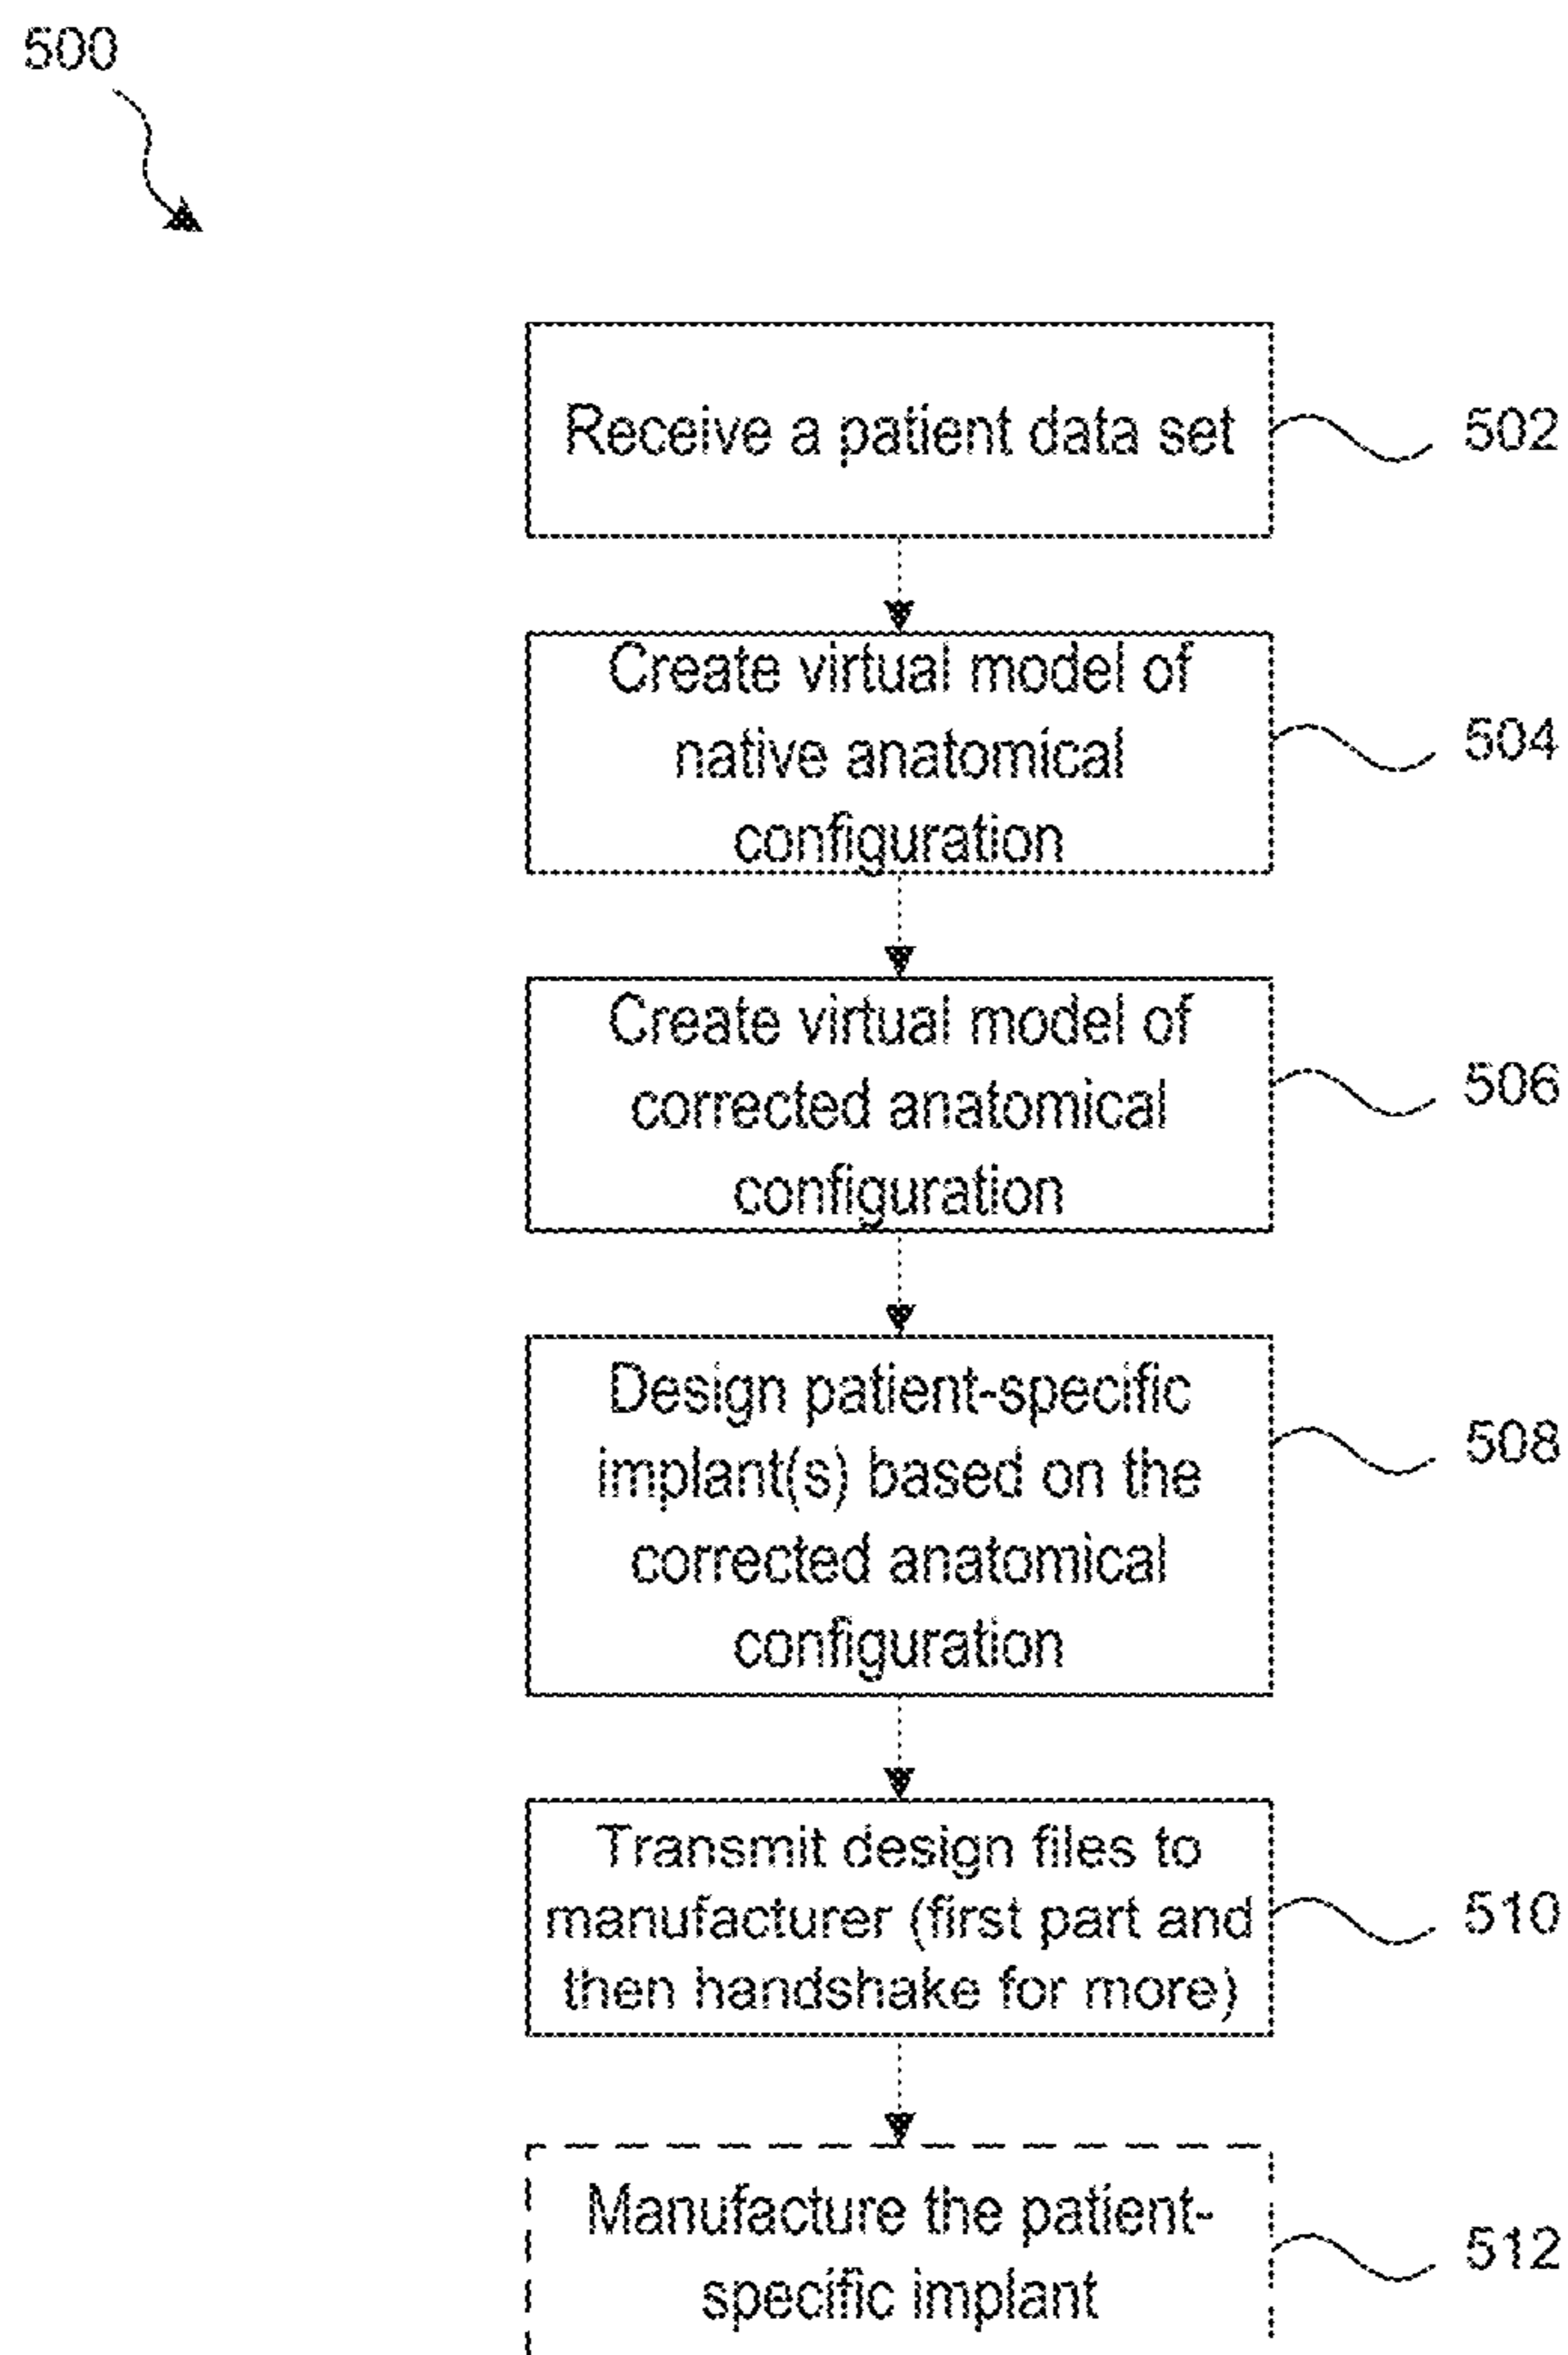 500
Receive a patient data set
502
Create virtual model of
native anatomical
configuration
504
Create virtual model of
corrected anatomical
configuration
506
Design patient-specific
implant(s) based on the
corrected anatomical
configuration
508
Transmit design files to
manufacturer (first part and
then handshake for more)
510
Manufacture the patient-
specific implant
512